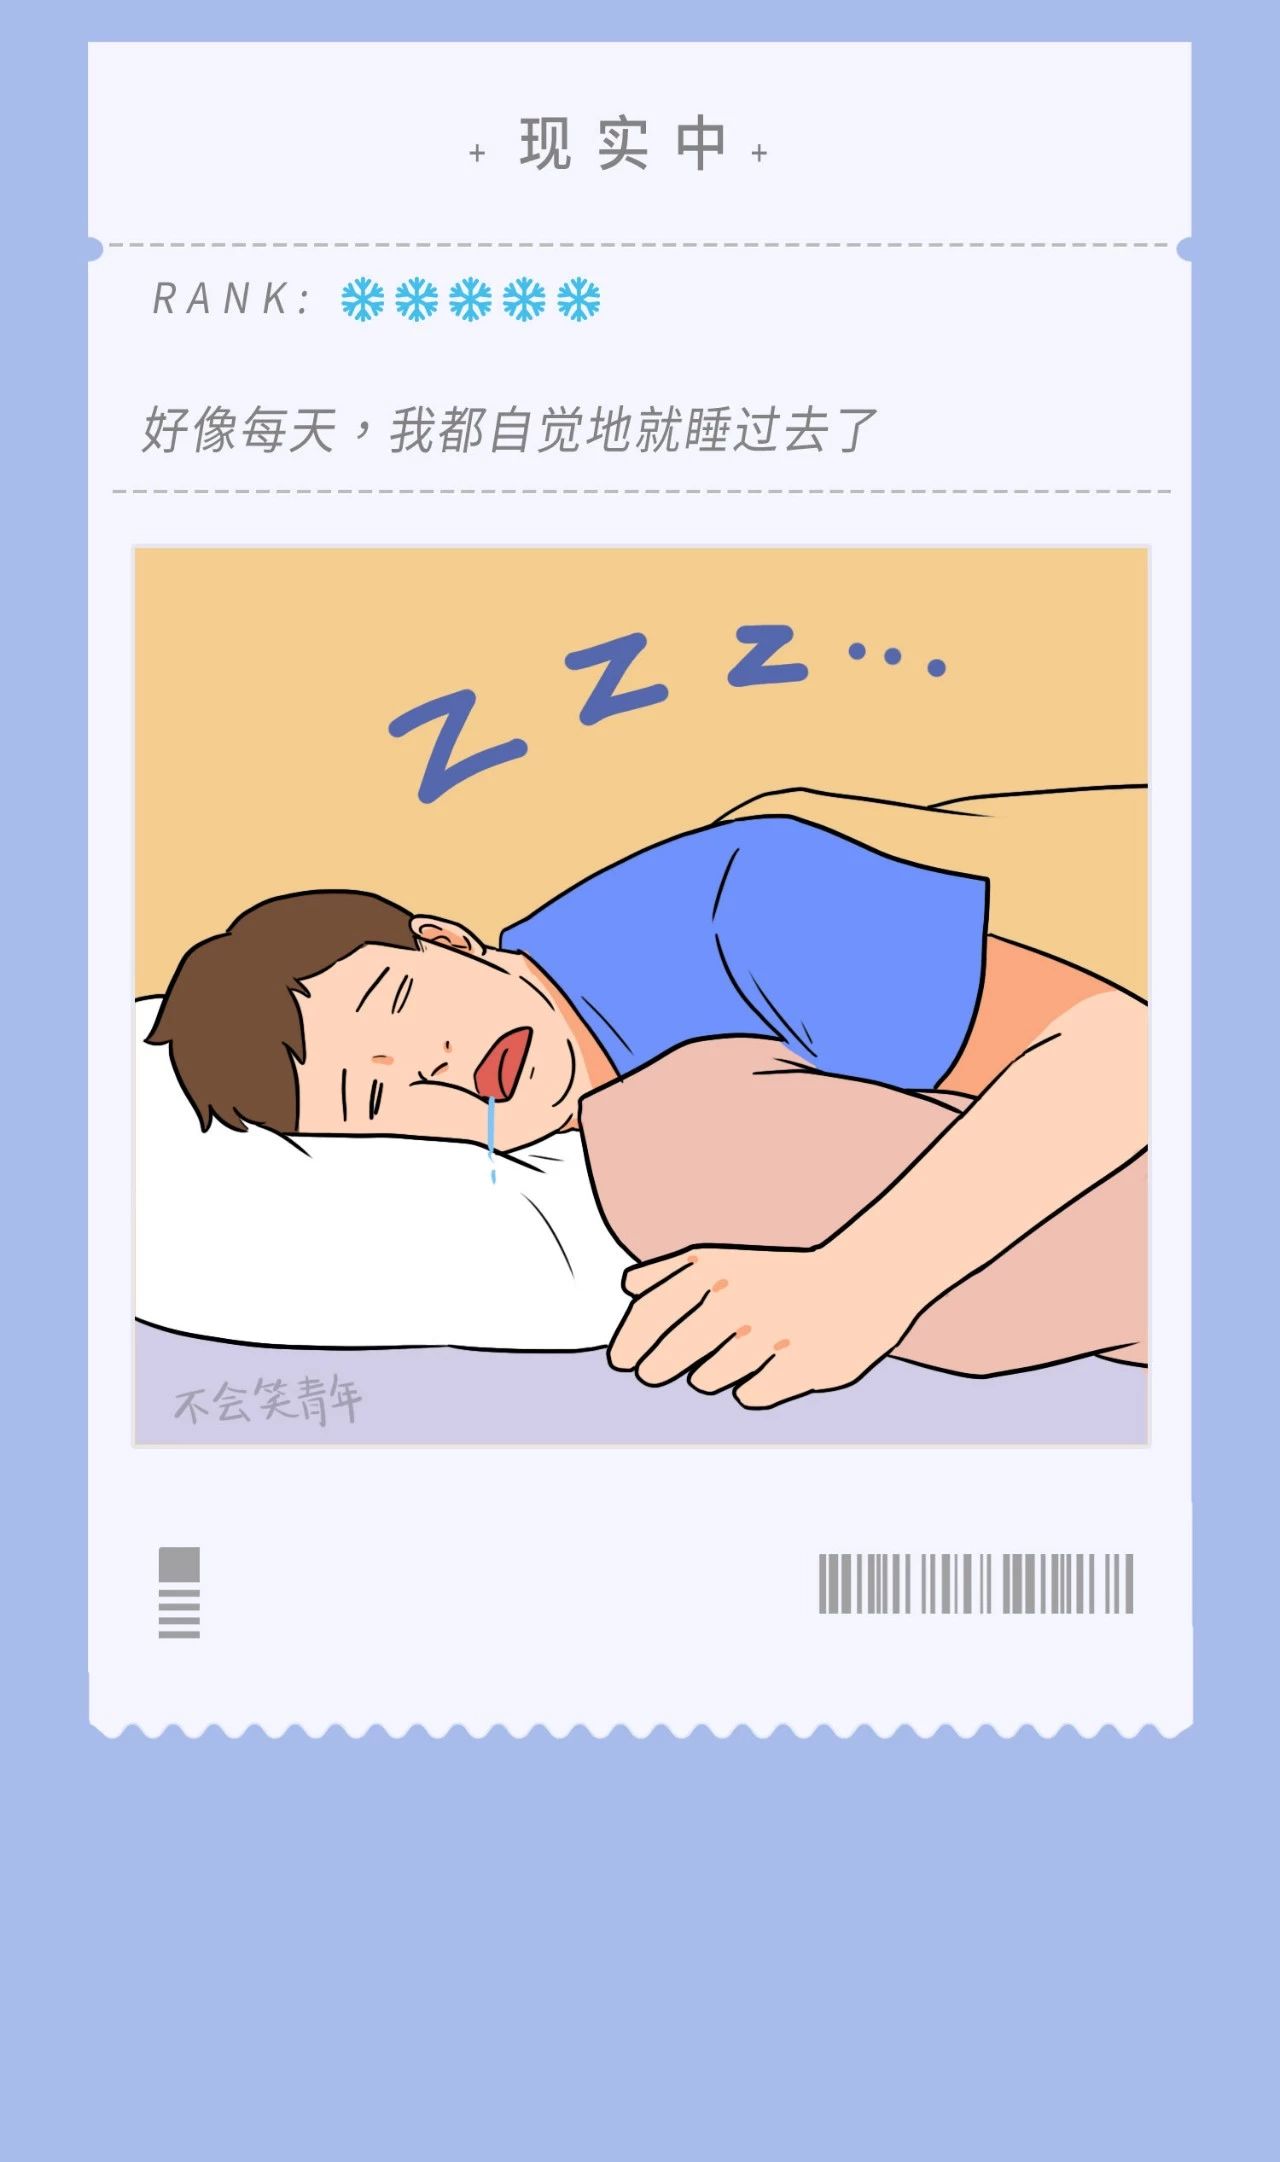 + 现实中 +
RANK: ❄❄❄❄❄
好像每天，我都自觉地就睡过去了
z z z ...
不会笑青年